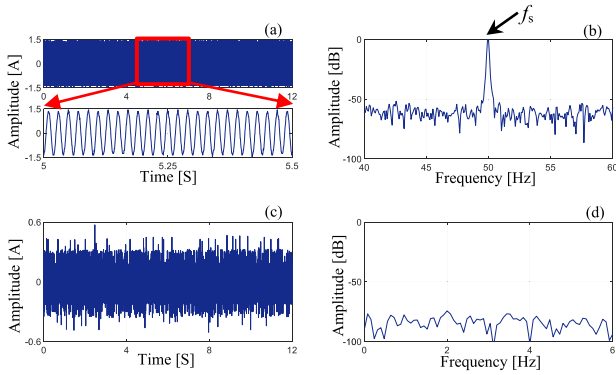 fs
(a)
Amplitude [A]
1.5
0
-1.5
0
4
8
12
1.5
0
-1.5
5
5.25
5.5
Time [S]
(b)
Amplitude [dB]
0
-50
-100
40
45
50
55
60
Frequency [Hz]
(c)
Amplitude [A]
0.6
0
-0.6
0
4
8
12
Time [S]
(d)
Amplitude [dB]
0
-50
-100
0
2
4
6
Frequency [Hz]